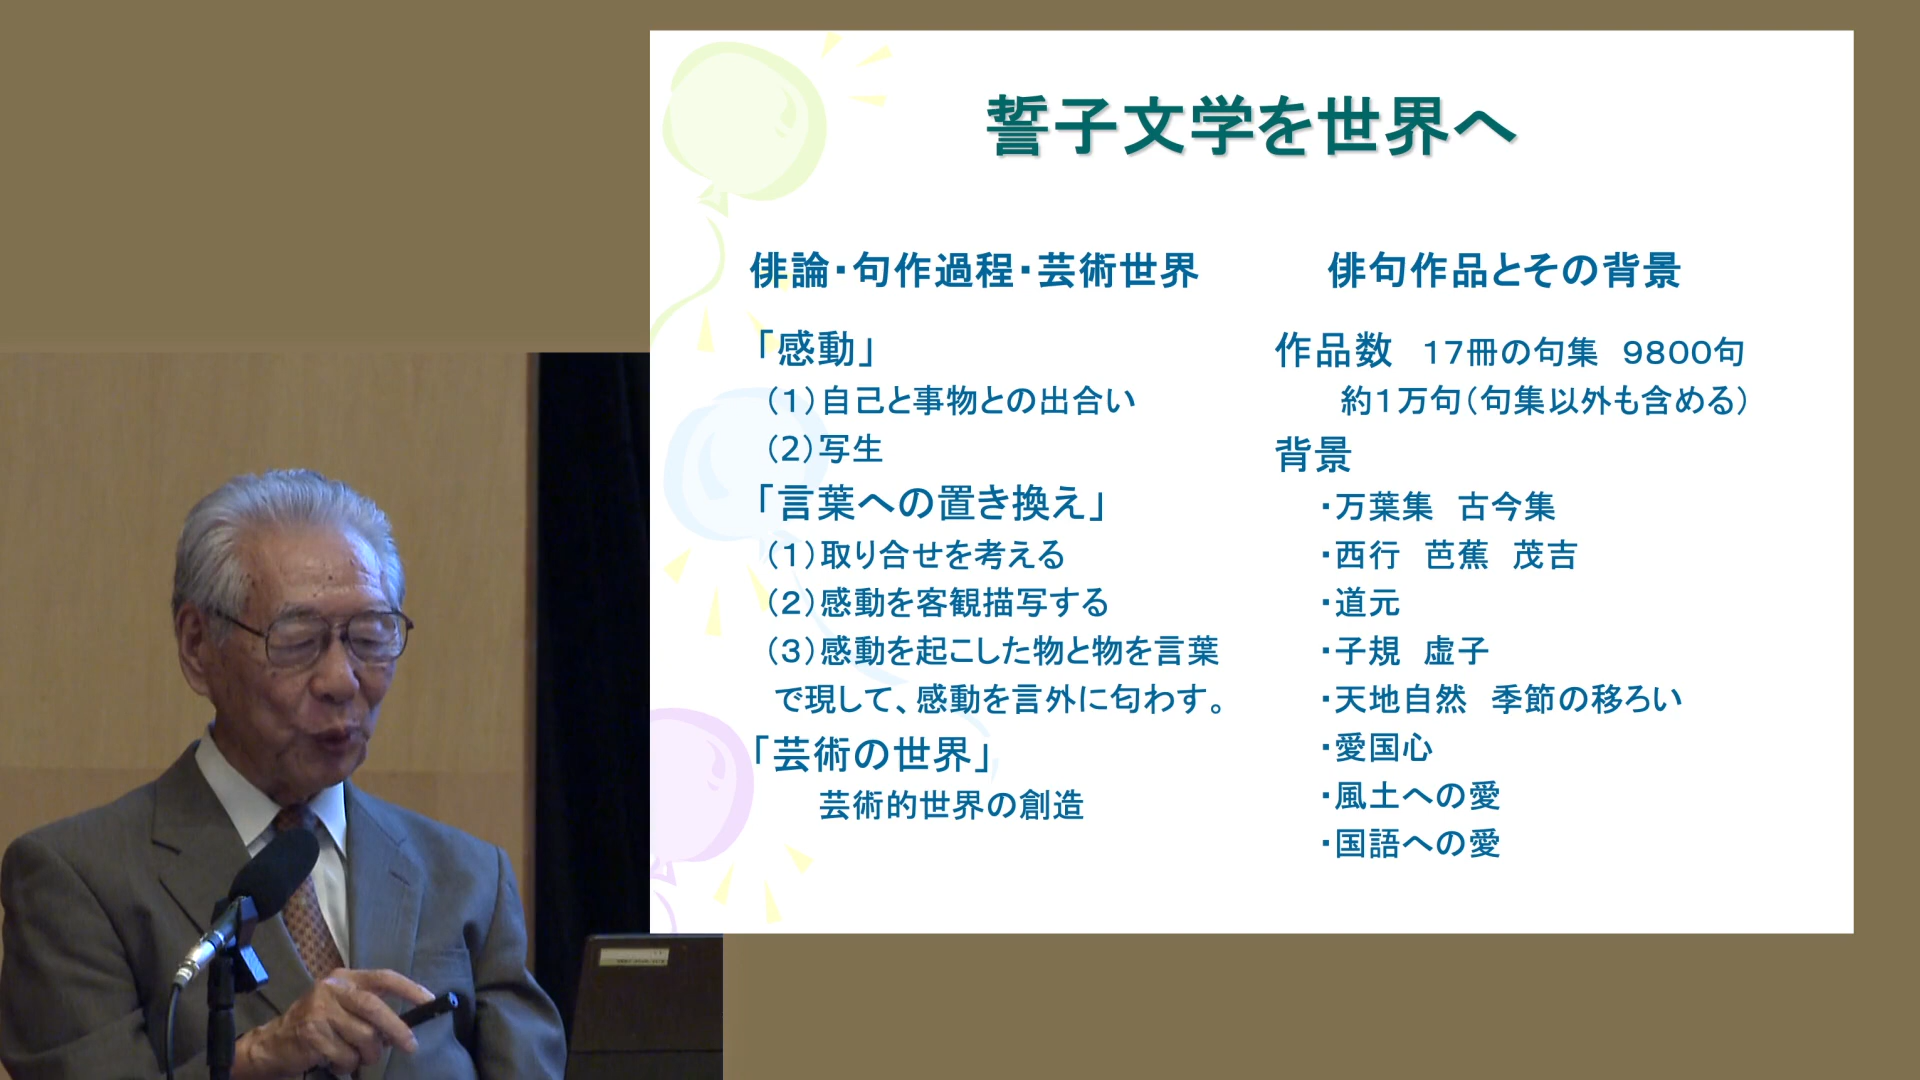 誓子文学を世界へ
俳論・句作過程・芸術世界
「感動」
（１）自己と事物との出合い
（２）写生
「言葉への置き換え」
（１）取り合せを考える
（２）感動を客観描写する
（３）感動を起こした物と物を言葉
で現して、感動を言外に匂わす。
「芸術の世界」
芸術的世界の創造
俳句作品とその背景
作品数　１７冊の句集　９８００句
約１万句（句集以外も含める）
背景
・万葉集　古今集
・西行　芭蕉　茂吉
・道元
・子規　虚子
・天地自然　季節の移ろい
・愛国心
・風土への愛
・国語への愛